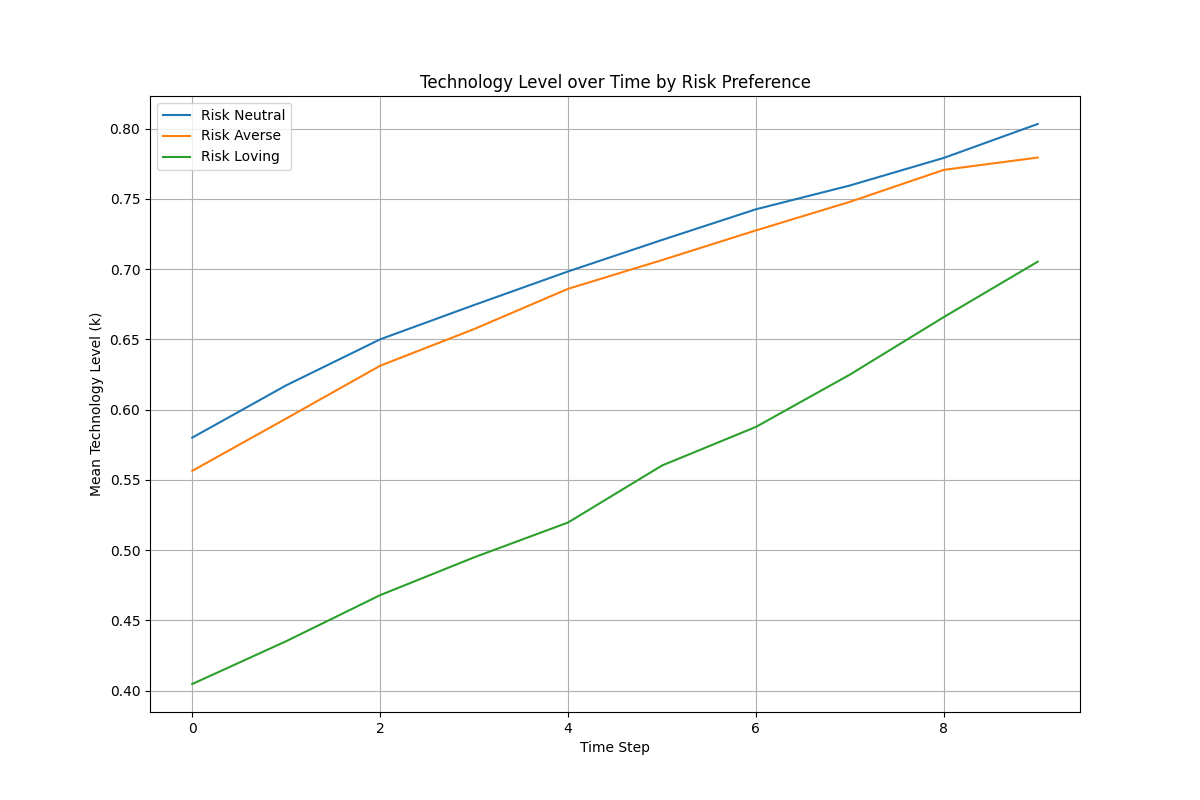 Technology Level over Time by Risk Preference
Risk Neutral
Risk Averse
Risk Loving
Mean Technology Level (k)
0.80
0.75
0.70
0.65
0.60
0.55
0.50
0.45
0.40
0 2 4 6 8
Time Step